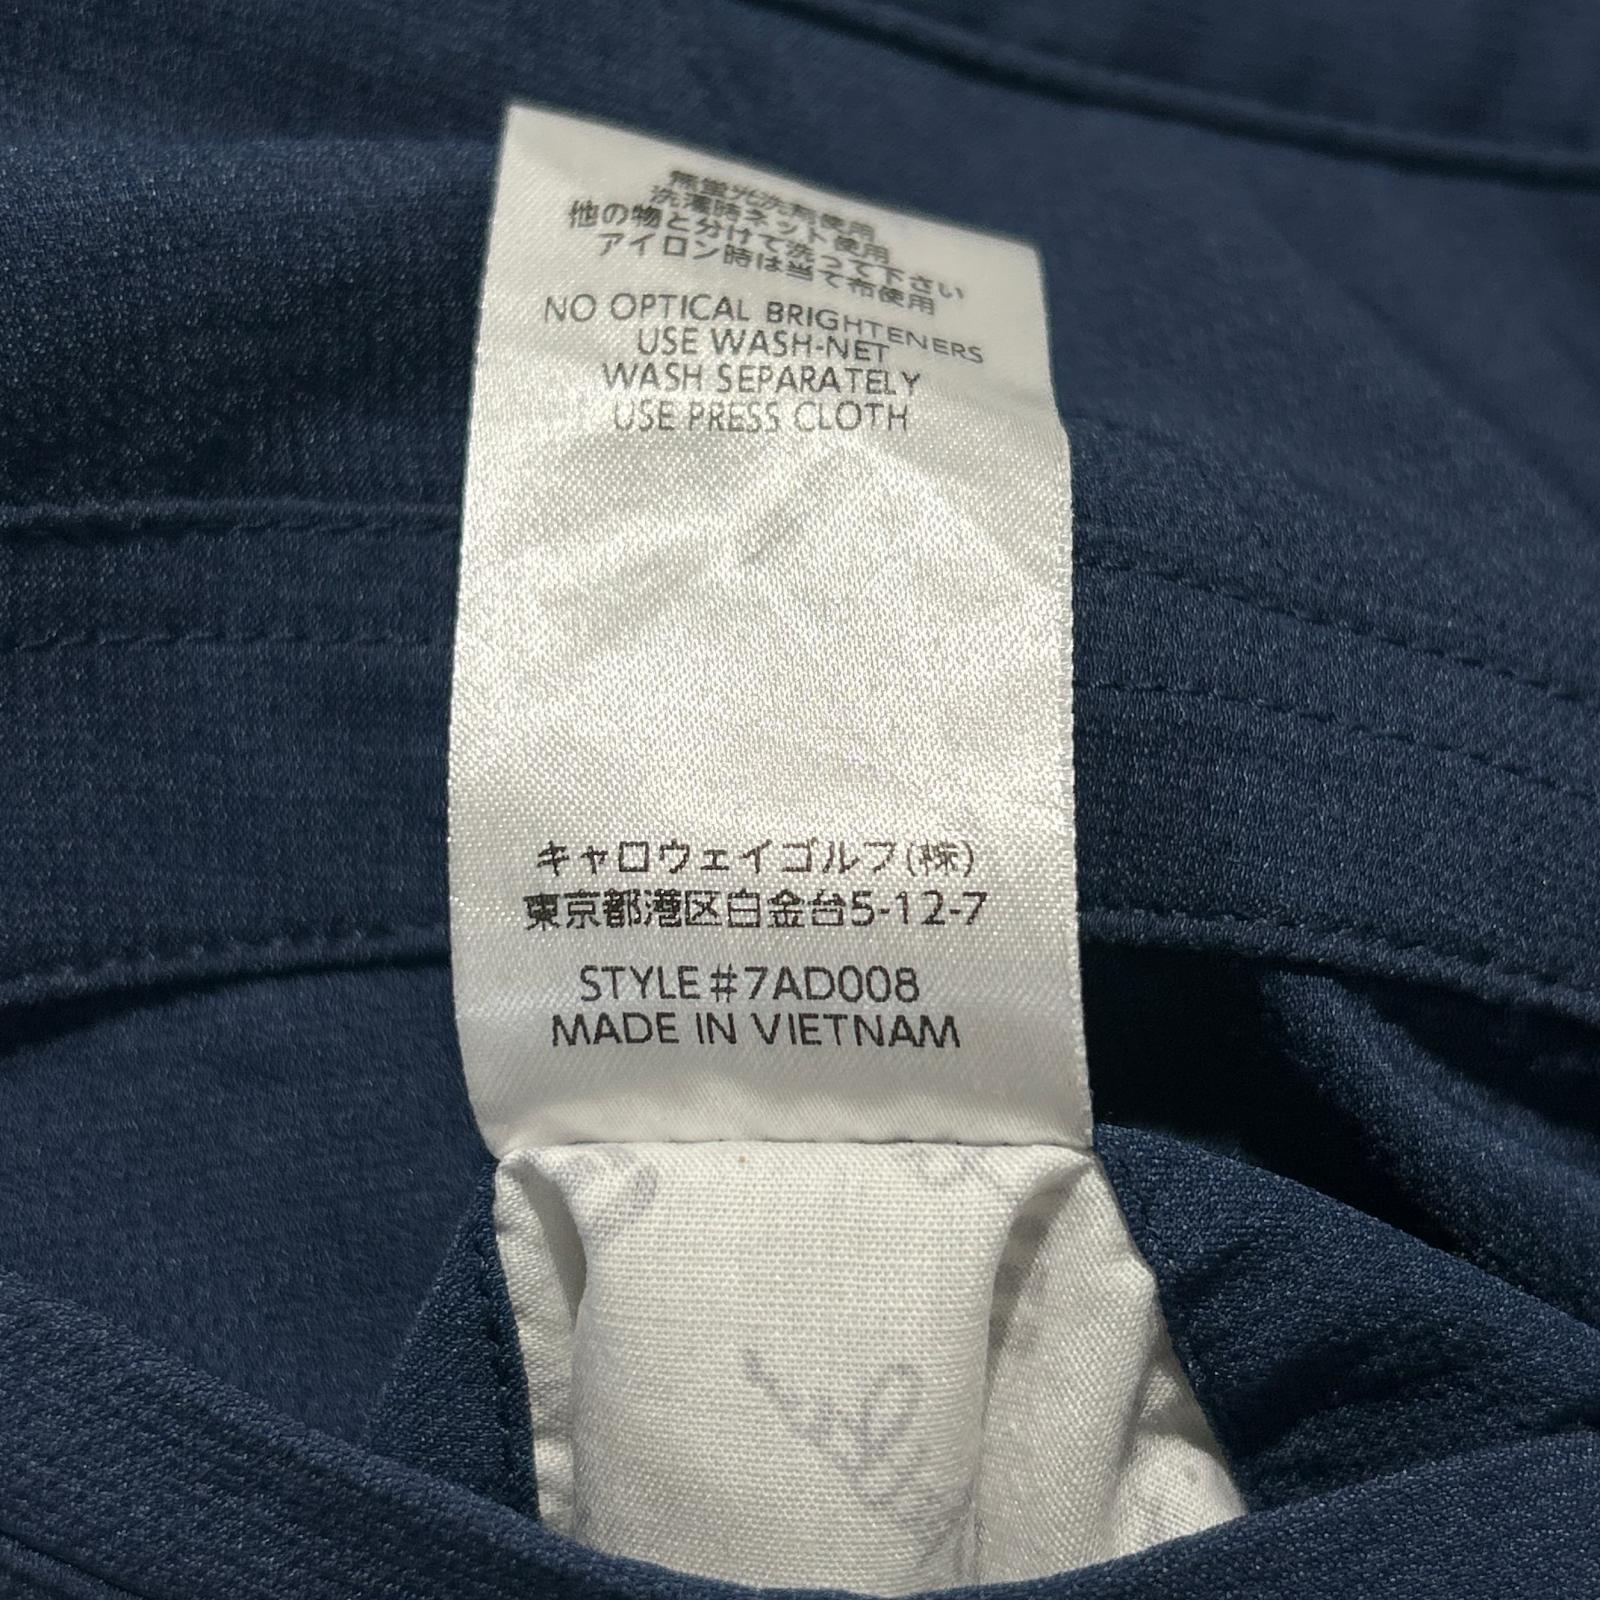 無蛍光洗剤使用
洗濯時ネット使用
他の物と分けて洗って下さい
アイロン時は当て布使用
NO OPTICAL BRIGHTENERS
USE WASH-NET
WASH SEPARATELY
USE PRESS CLOTH
キャロウェイゴルフ(株)
東京都港区白金台5-12-7
STYLE#7AD008
MADE IN VIETNAM